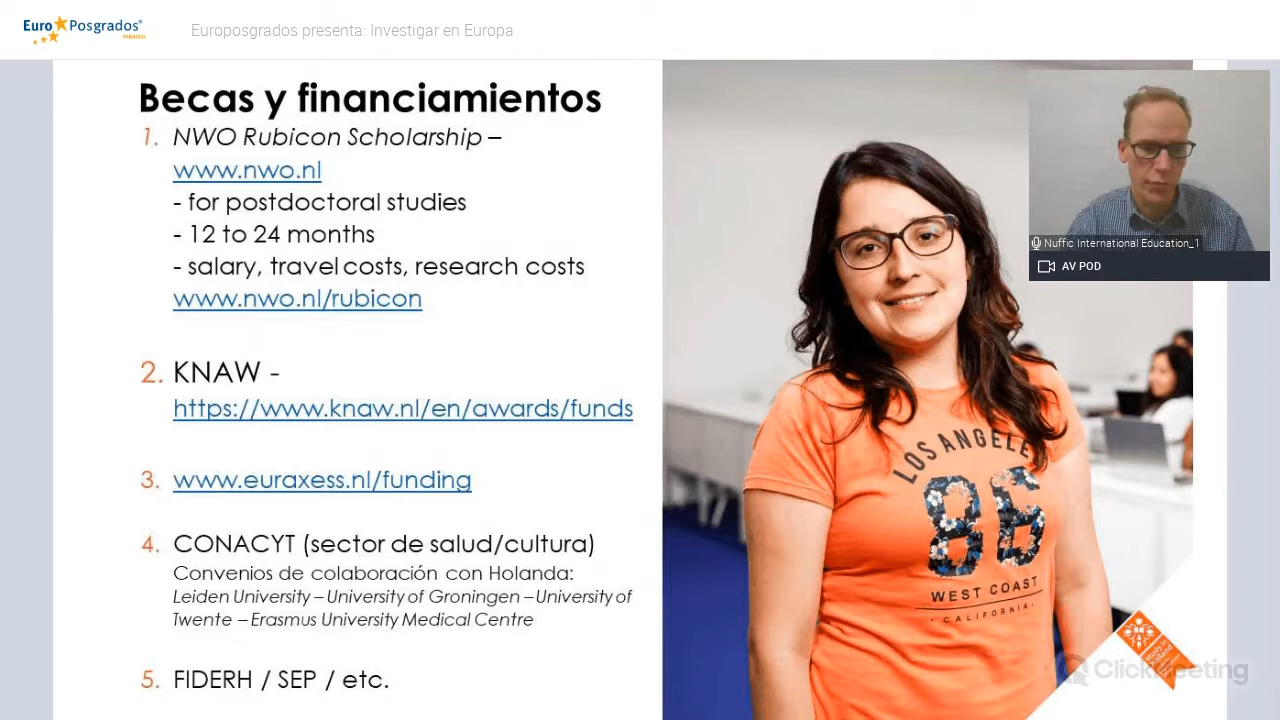 Euro Posgrados®
méxico
Europosgrados presenta: Investigar en Europa
Becas y financiamientos
1. NWO Rubicon Scholarship –
www.nwo.nl
- for postdoctoral studies
- 12 to 24 months
- salary, travel costs, research costs
www.nwo.nl/rubicon
2. KNAW -
https://www.knaw.nl/en/awards/funds
3. www.euraxess.nl/funding
4. CONACYT (sector de salud/cultura)
Convenios de colaboración con Holanda:
Leiden University – University of Groningen – University of
Twente – Erasmus University Medical Centre
5. FIDERH / SEP / etc.
Nuffic International Education_1
AV POD
LOS ANGELE
86
WEST COAST
· CALIFORNIA ·
Study in
Holland
ClickMeeting